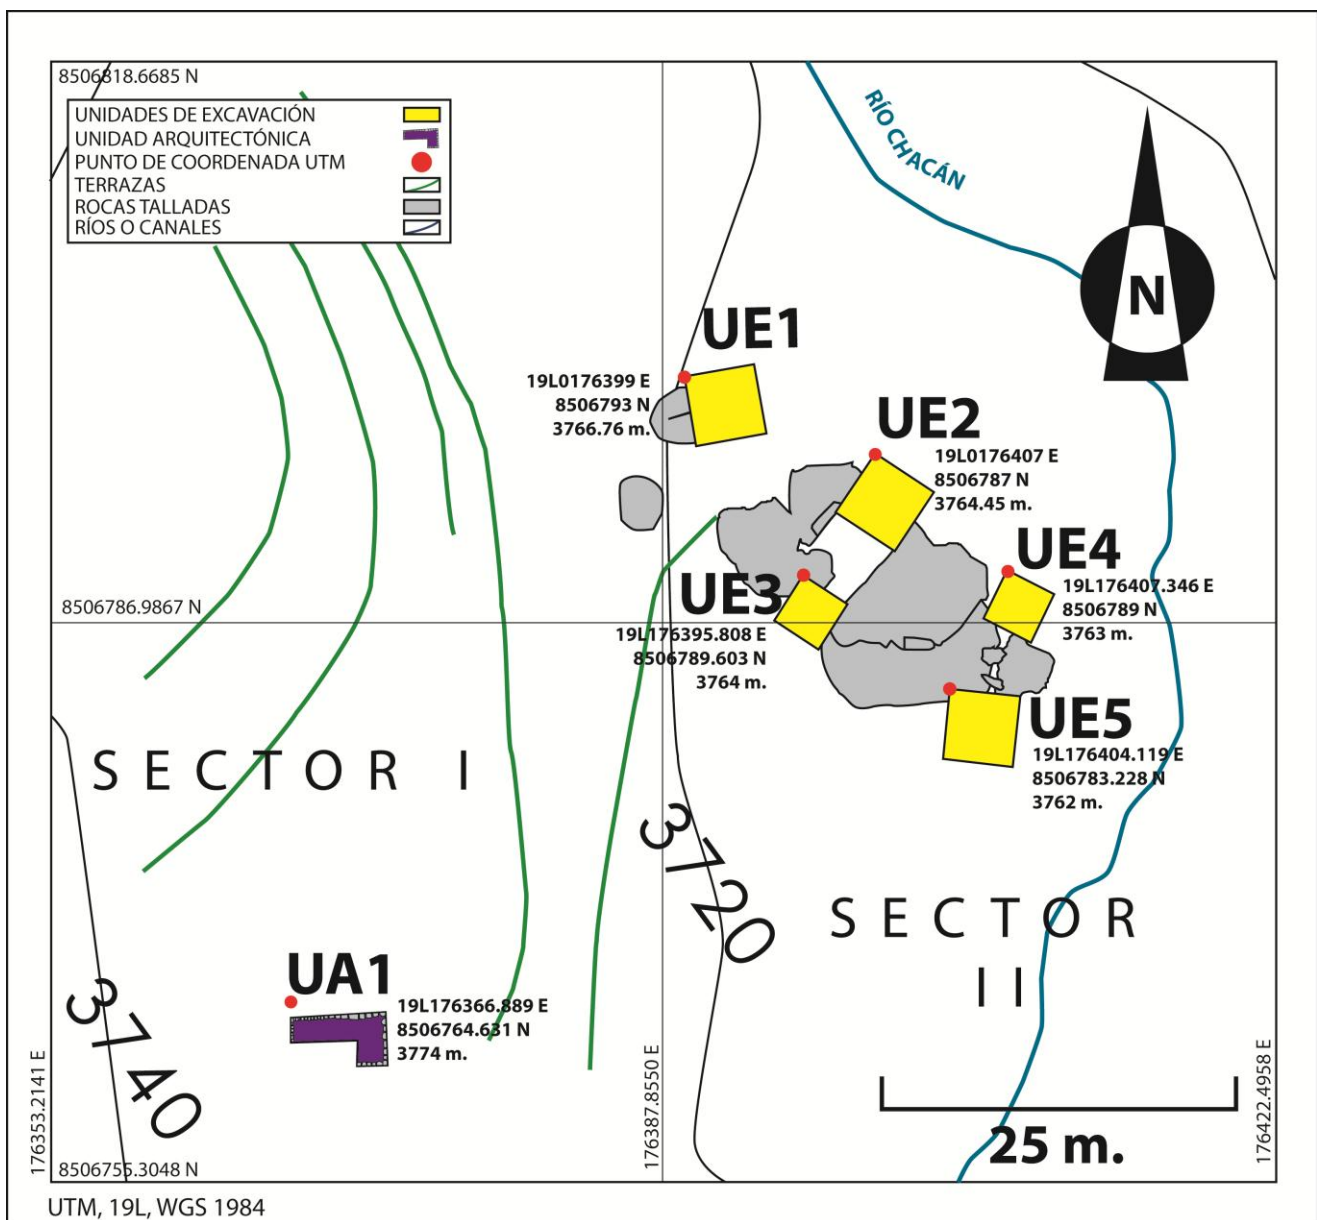 8506818.6685 N
UNIDADES DE EXCAVACIÓN
UNIDAD ARQUITECTÓNICA
PUNTO DE COORDENADA UTM
TERRAZAS
ROCAS TALLADAS
RÍOS O CANALES
RÍO CHACÁN
N
UE1
19L0176399 E
8506793 N
3766.76 m.
UE2
19L0176407 E
8506787 N
3764.45 m.
UE4
19L176407.346 E
8506789 N
3763 m.
UE3
19L176395.808 E
8506789.603 N
3764 m.
8506786.9867 N
UE5
19L176404.119 E
8506783.228 N
3762 m.
SECTOR I
3720
SECTOR
II
UA1
19L176366.889 E
8506764.631 N
3774 m.
3740
176353.2141 E
176387.8550 E
176422.4958 E
25 m.
8506755.3048 N
UTM, 19L, WGS 1984